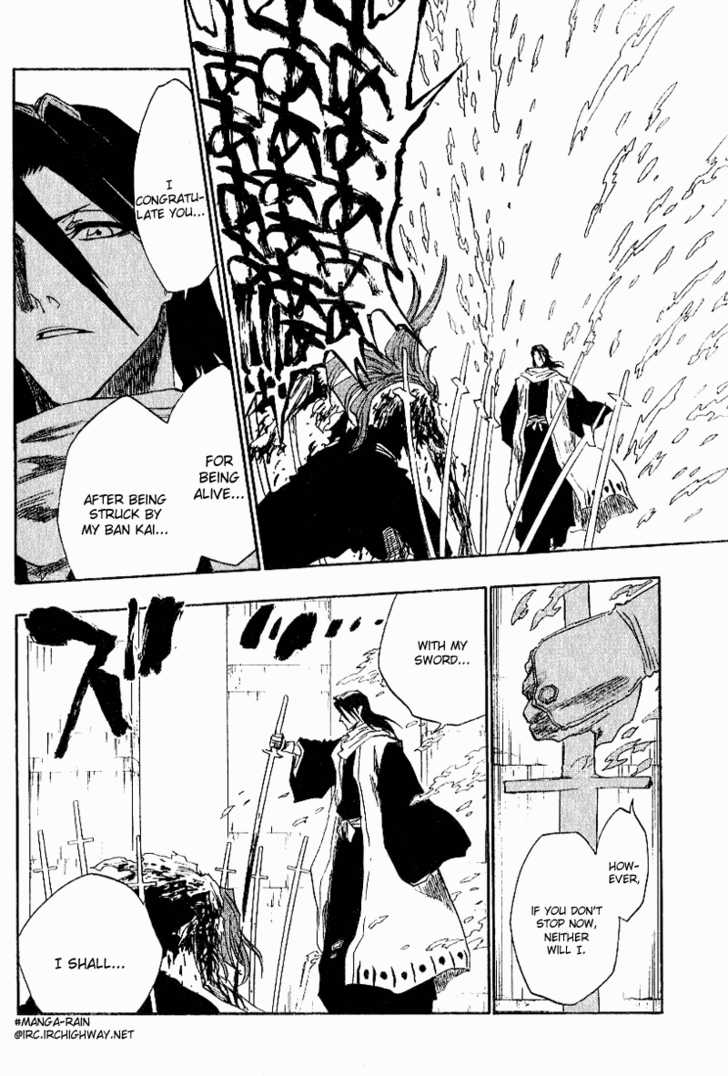 I
CONGRATU-
LATE YOU...
FOR
BEING
ALIVE...
AFTER BEING
STRUCK BY
MY BAN KAI...
HOW-
EVER,
IF YOU DON'T
STOP NOW,
NEITHER
WILL I.
WITH MY
SWORD...
I SHALL...
#MANGA-RAIN
@IRC.IRCHIGHWAY.NET